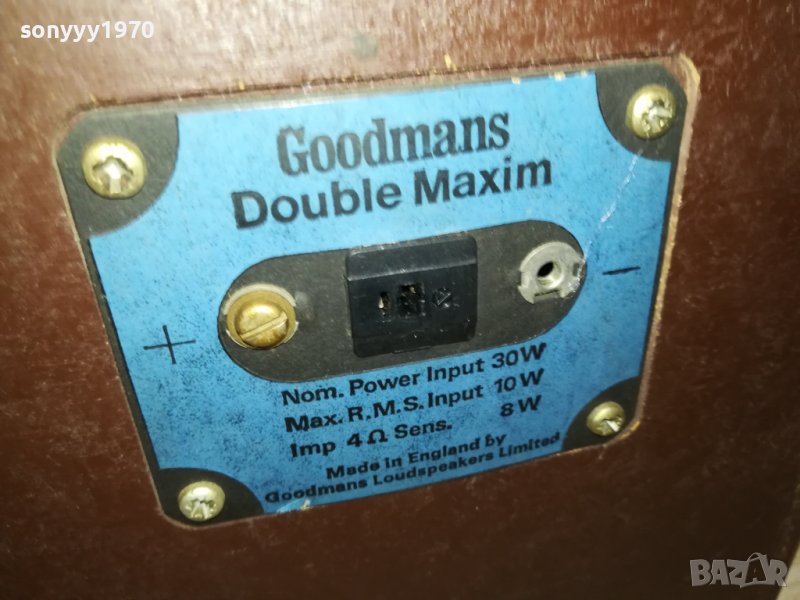 sonyyy1970
Goodmans
Double Maxim
+ −
Nom. Power Input 30W
Max. R.M.S. Input 10W
Imp 4Ω Sens. 8W
Made in England by
Goodmans Loudspeakers Limited
BAZAR